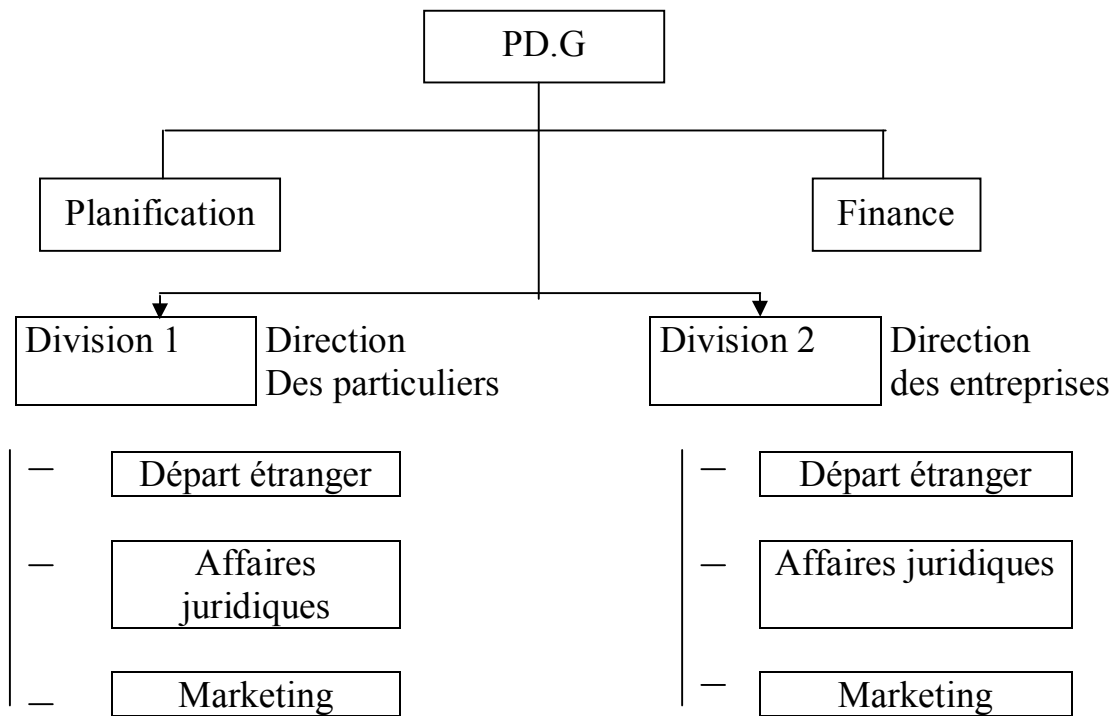 PD.G
Planification
Finance
Division 1
Direction
Des particuliers
Division 2
Direction
des entreprises
Départ étranger
Affaires
juridiques
Marketing
Départ étranger
Affaires juridiques
Marketing